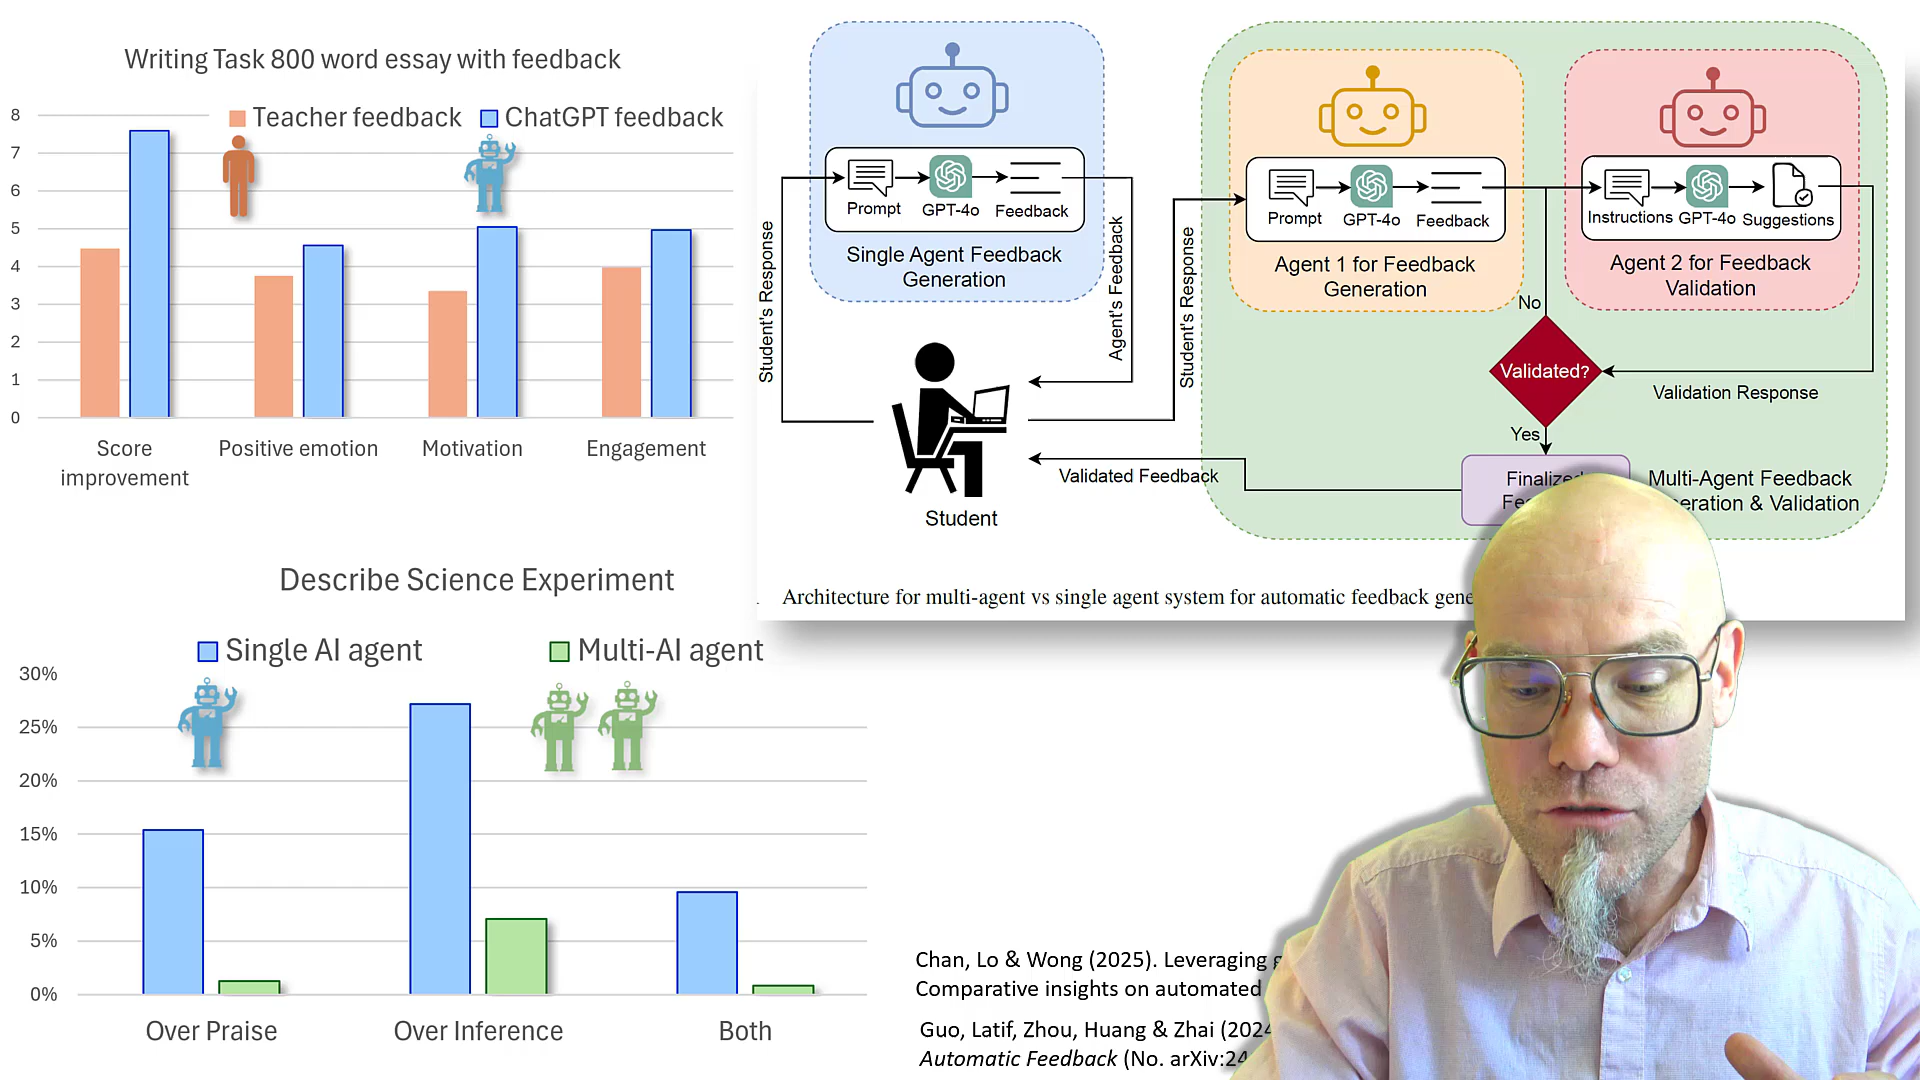 Writing Task 800 word essay with feedback
Teacher feedback
ChatGPT feedback
8
7
6
5
4
3
2
1
0
Score
improvement
Positive emotion
Motivation
Engagement
Student's Response
Prompt
GPT-4o
Feedback
Single Agent Feedback
Generation
Agent's Feedback
Student's Response
Student
Prompt
GPT-4o
Feedback
Agent 1 for Feedback
Generation
Instructions
GPT-4o
Suggestions
Agent 2 for Feedback
Validation
No
Validated?
Validation Response
Yes
Validated Feedback
Multi-Agent Feedback
& Validation
Architecture for multi-agent vs single agent system for automatic feedback
Describe Science Experiment
Single AI agent
Multi-AI agent
30%
25%
20%
15%
10%
5%
0%
Over Praise
Over Inference
Both
Chan, Lo & Wong (2025). Leveraging
Comparative insights on automated
Guo, Latif, Zhou, Huang & Zhai (2024
Automatic Feedback (No. arXiv:24